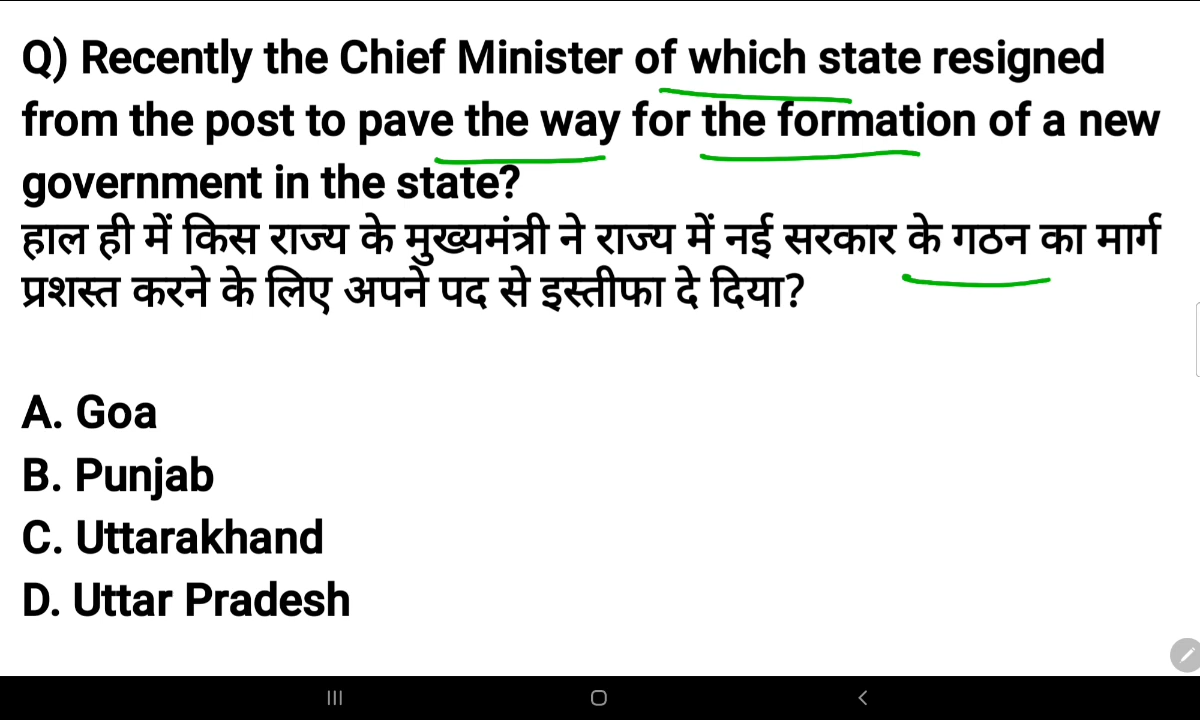 Q) Recently the Chief Minister of which state resigned
from the post to pave the way for the formation of a new
government in the state?
हाल ही में किस राज्य के मुख्यमंत्री ने राज्य में नई सरकार के गठन का मार्ग
प्रशस्त करने के लिए अपने पद से इस्तीफा दे दिया?
A. Goa
B. Punjab
C. Uttarakhand
D. Uttar Pradesh